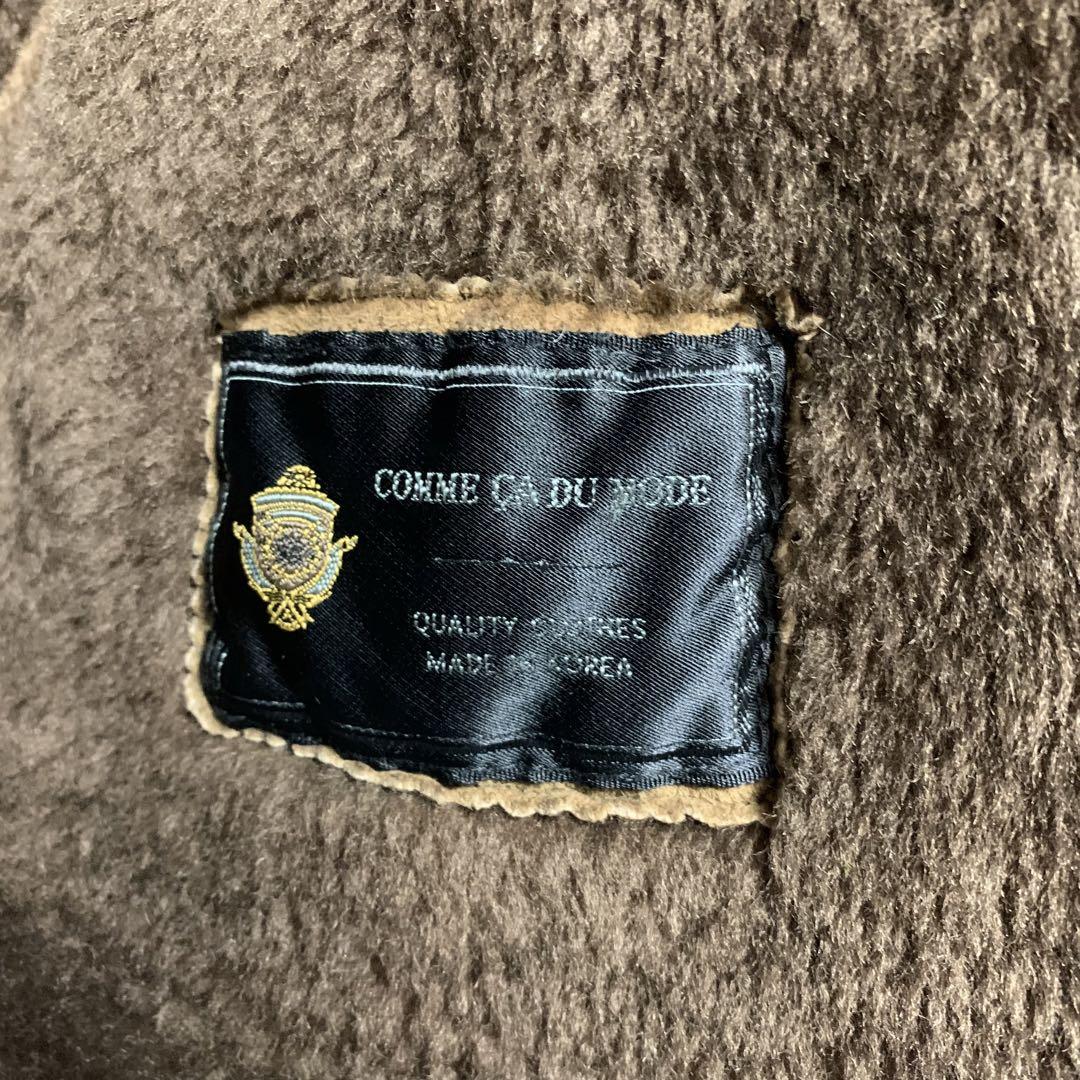 COMME ÇA DU MODE
QUALITY CLOTHES
MADE IN KOREA